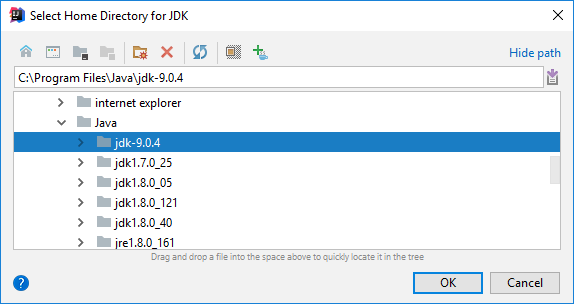 Select Home Directory for JDK
Hide path
C:\Program Files\Java\jdk-9.0.4
internet explorer
Java
jdk-9.0.4
jdk1.7.0_25
jdk1.8.0_05
jdk1.8.0_121
jdk1.8.0_40
jre1.8.0_161
Drag and drop a file into the space above to quickly locate it in the tree
? OK Cancel